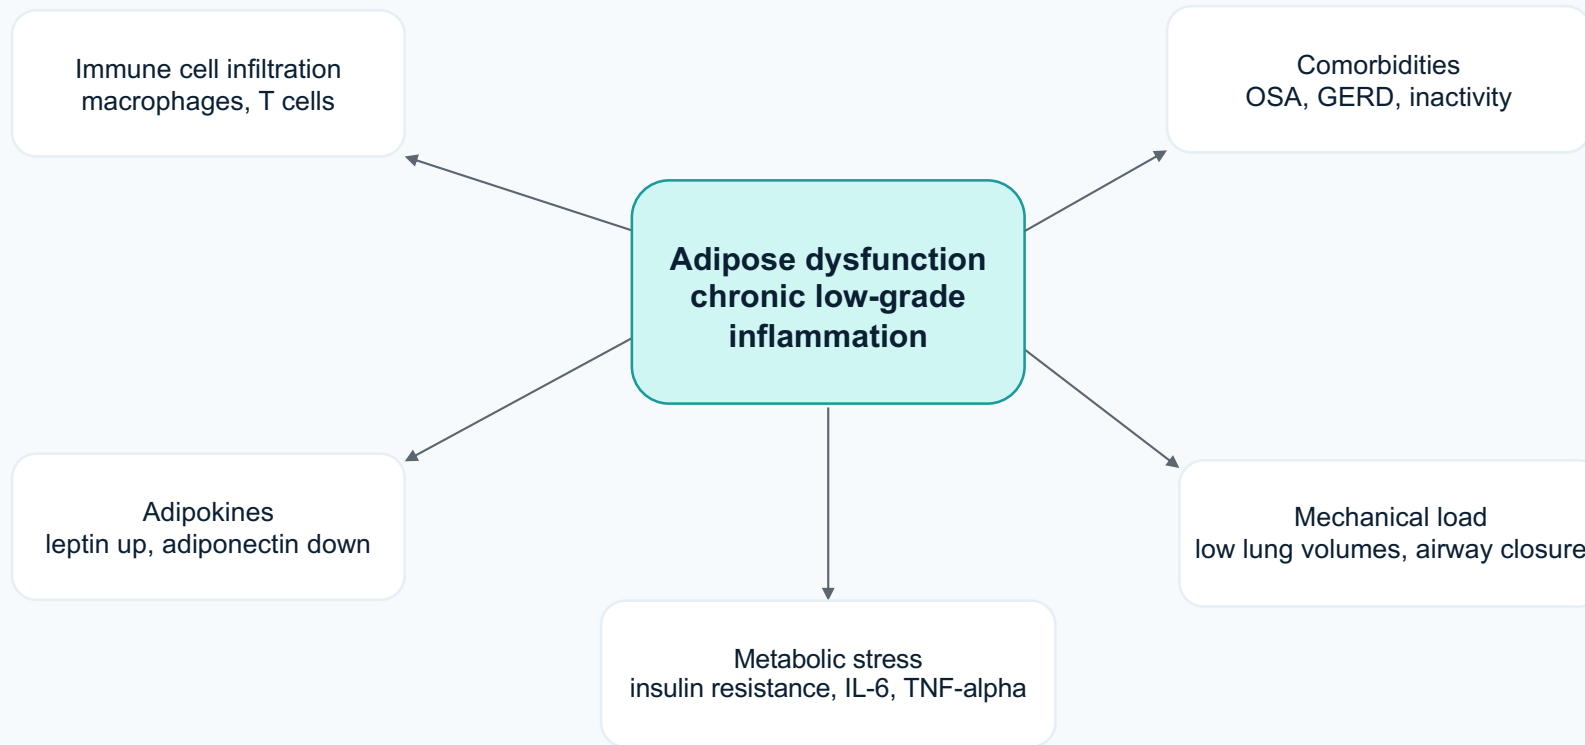 Immune cell infiltration
macrophages, T cells
Comorbidities
OSA, GERD, inactivity
Adipose dysfunction
chronic low-grade
inflammation
Adipokines
leptin up, adiponectin down
Mechanical load
low lung volumes, airway closure
Metabolic stress
insulin resistance, IL-6, TNF-alpha